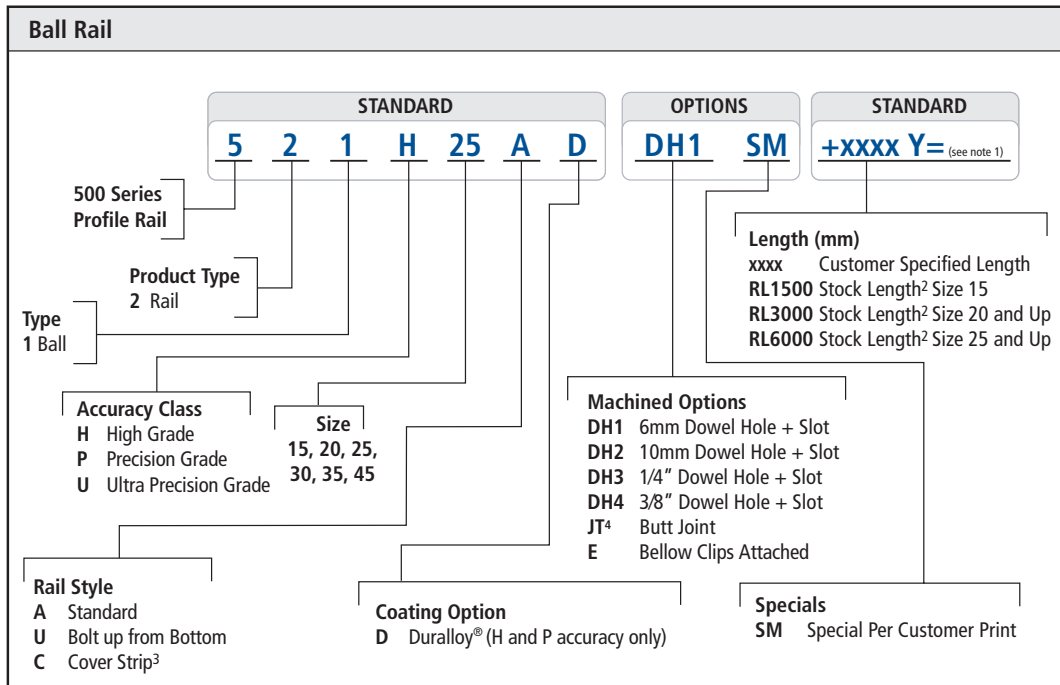 Ball Rail
STANDARD
OPTIONS
STANDARD
5 2 1 H 25 A D
DH1 SM
+xxxx Y= (see note 1)
500 Series
Profile Rail
Product Type
2 Rail
Type
1 Ball
Accuracy Class
H High Grade
P Precision Grade
U Ultra Precision Grade
Size
15, 20, 25,
30, 35, 45
Length (mm)
xxxx Customer Specified Length
RL1500 Stock Length² Size 15
RL3000 Stock Length² Size 20 and Up
RL6000 Stock Length² Size 25 and Up
Machined Options
DH1 6mm Dowel Hole + Slot
DH2 10mm Dowel Hole + Slot
DH3 1/4” Dowel Hole + Slot
DH4 3/8” Dowel Hole + Slot
JT⁴ Butt Joint
E Bellow Clips Attached
Rail Style
A Standard
U Bolt up from Bottom
C Cover Strip³
Coating Option
D Duralloy® (H and P accuracy only)
Specials
SM Special Per Customer Print